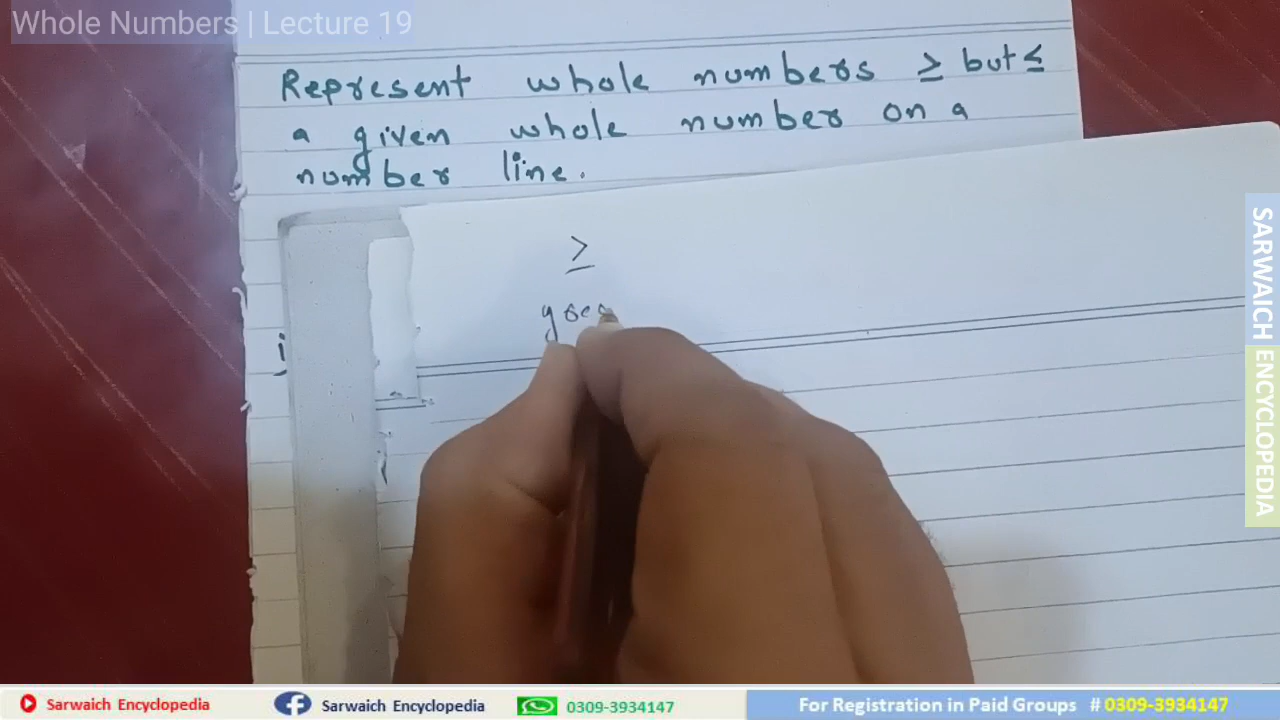 Whole Numbers | Lecture 19
Represent whole numbers ≥ but ≤
a given whole number on a
number line.
≥
SARWAICH ENCYCLOPEDIA
Sarwaich Encyclopedia
Sarwaich Encyclopedia
0309-3934147
For Registration in Paid Groups # 0309-3934147